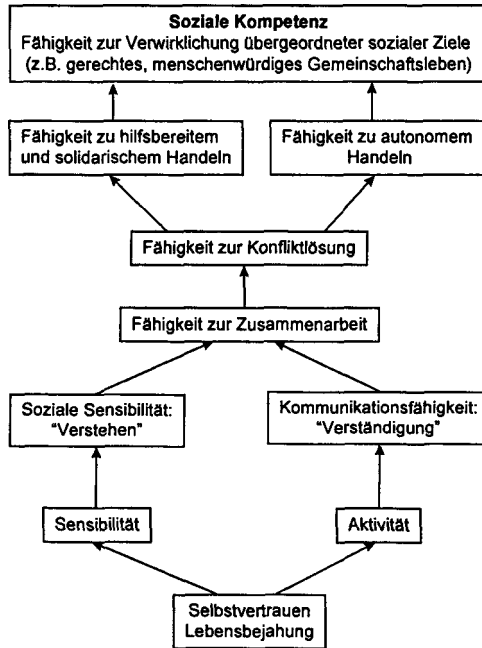 Soziale Kompetenz
Fähigkeit zur Verwirklichung übergeordneter sozialer Ziele
(z.B. gerechtes, menschenwürdiges Gemeinschaftsleben)
Fähigkeit zu hilfsbereitem
und solidarischem Handeln
Fähigkeit zu autonomem
Handeln
Fähigkeit zur Konfliktlösung
Fähigkeit zur Zusammenarbeit
Soziale Sensibilität:
"Verstehen"
Kommunikationsfähigkeit:
"Verständigung"
Sensibilität
Aktivität
Selbstvertrauen
Lebensbejahung